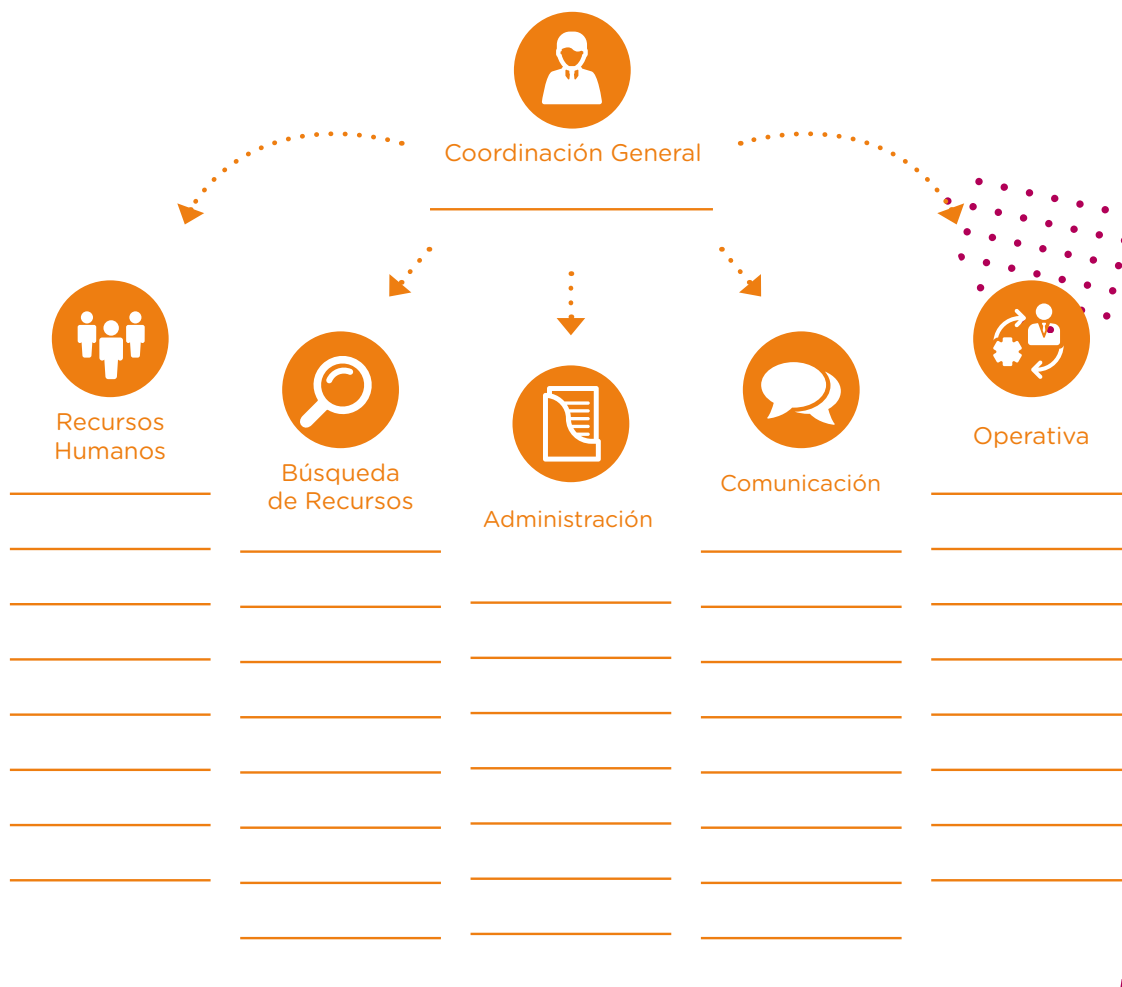 Coordinación General
Recursos
Humanos
Búsqueda
de Recursos
Administración
Comunicación
Operativa